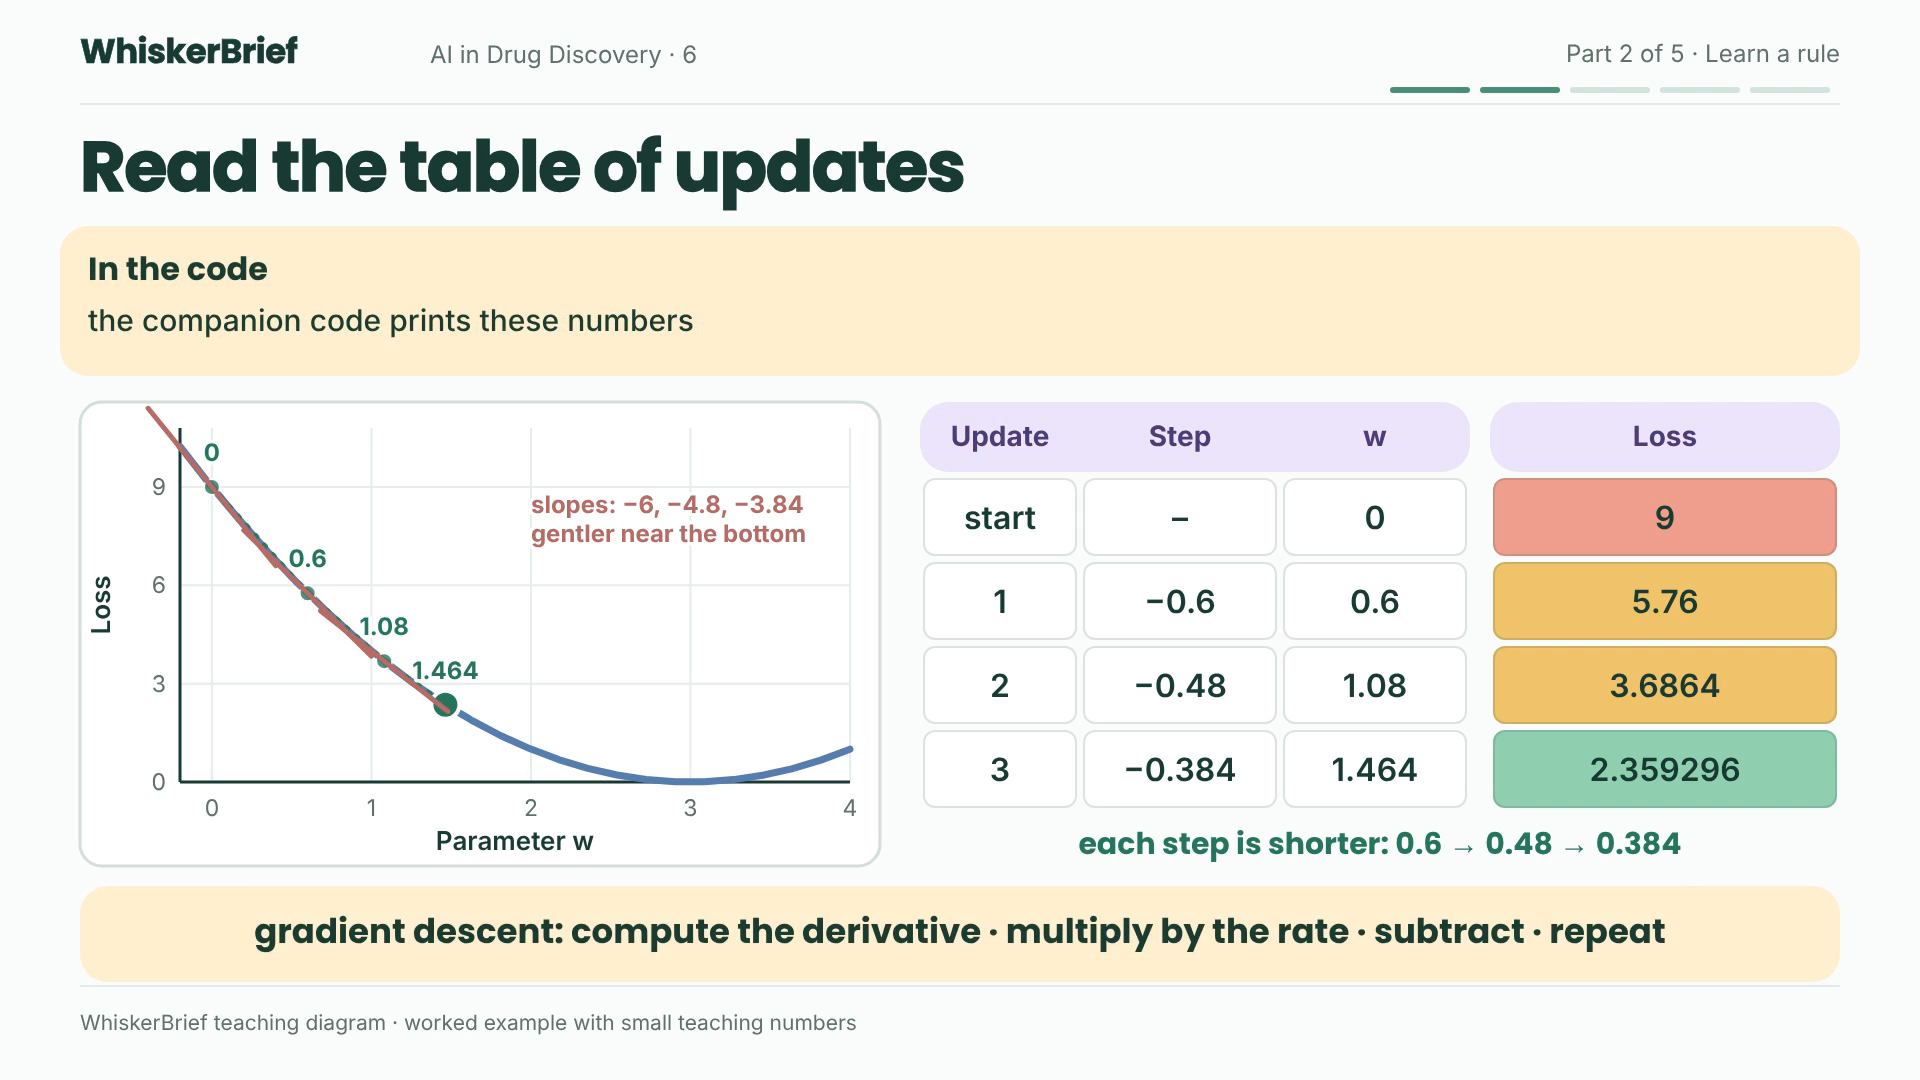 WhiskerBrief
AI in Drug Discovery · 6
Part 2 of 5 · Learn a rule
Read the table of updates
In the code
the companion code prints these numbers
0
9
slopes: −6, −4.8, −3.84
gentler near the bottom
0.6
6
1.08
1.464
3
0
0 1 2 3 4
Loss
Parameter w
Update Step w Loss
start – 0 9
1 −0.6 0.6 5.76
2 −0.48 1.08 3.6864
3 −0.384 1.464 2.359296
each step is shorter: 0.6 → 0.48 → 0.384
gradient descent: compute the derivative · multiply by the rate · subtract · repeat
WhiskerBrief teaching diagram · worked example with small teaching numbers